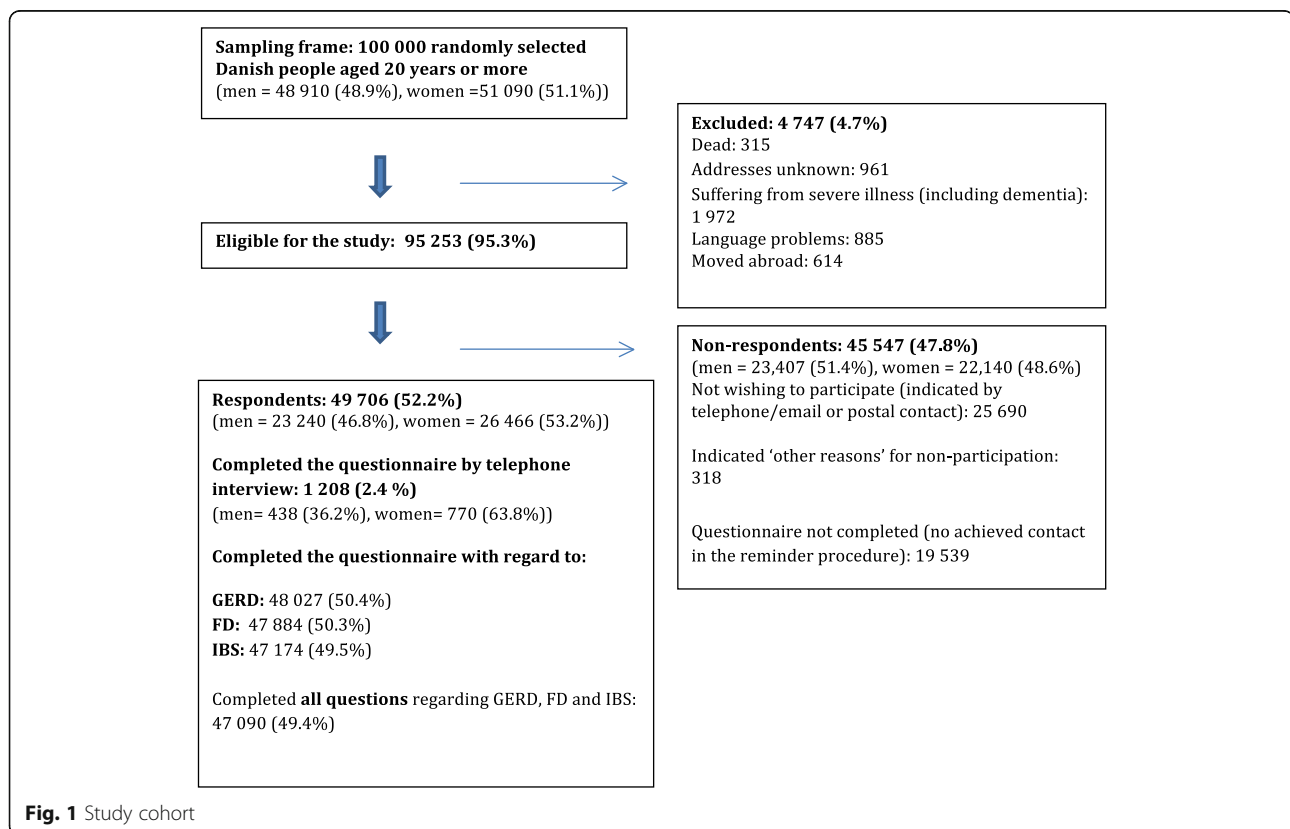 Sampling frame: 100 000 randomly selected
Danish people aged 20 years or more
(men = 48 910 (48.9%), women =51 090 (51.1%))
Excluded: 4 747 (4.7%)
Dead: 315
Addresses unknown: 961
Suffering from severe illness (including dementia):
1 972
Language problems: 885
Moved abroad: 614
Eligible for the study:  95 253 (95.3%)
Non-respondents: 45 547 (47.8%)
(men = 23,407 (51.4%), women = 22,140 (48.6%)
Not wishing to participate (indicated by
telephone/email or postal contact): 25 690
Indicated ‘other reasons’ for non-participation:
318
Questionnaire not completed (no achieved contact
in the reminder procedure): 19 539
Respondents: 49 706 (52.2%)
(men = 23 240 (46.8%), women = 26 466 (53.2%))
Completed the questionnaire by telephone
interview: 1 208 (2.4 %)
(men= 438 (36.2%), women= 770 (63.8%))
Completed the questionnaire with regard to:
GERD: 48 027 (50.4%)
FD:  47 884 (50.3%)
IBS: 47 174 (49.5%)
Completed all questions regarding GERD, FD and IBS:
47 090 (49.4%)
Fig. 1 Study cohort